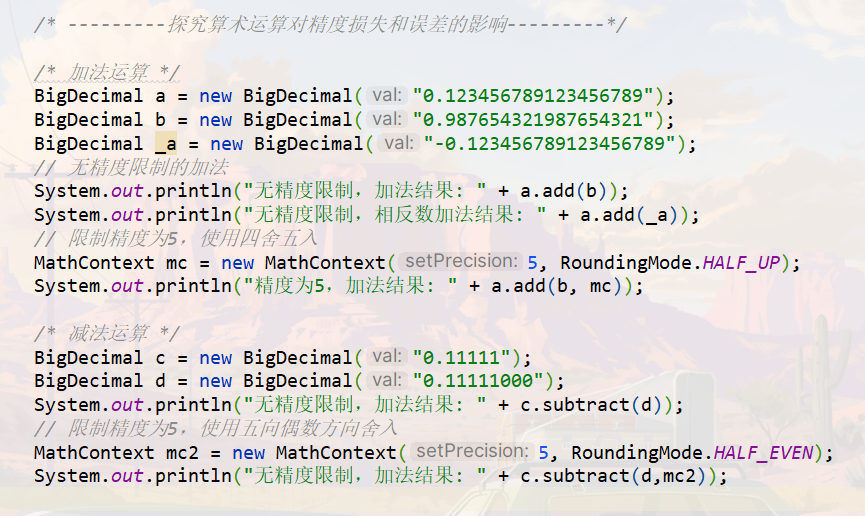 /* ---------探究算术运算对精度损失和误差的影响---------*/
/* 加法运算 */
BigDecimal a = new BigDecimal( val: "0.123456789123456789");
BigDecimal b = new BigDecimal( val: "0.987654321987654321");
BigDecimal _a = new BigDecimal( val: "-0.123456789123456789");
// 无精度限制的加法
System.out.println("无精度限制，加法结果: " + a.add(b));
System.out.println("无精度限制，相反数加法结果: " + a.add(_a));
// 限制精度为5，使用四舍五入
MathContext mc = new MathContext( setPrecision: 5, RoundingMode.HALF_UP);
System.out.println("精度为5，加法结果: " + a.add(b, mc));
/* 减法运算 */
BigDecimal c = new BigDecimal( val: "0.11111");
BigDecimal d = new BigDecimal( val: "0.11111000");
System.out.println("无精度限制，加法结果: " + c.subtract(d));
// 限制精度为5，使用五向偶数方向舍入
MathContext mc2 = new MathContext( setPrecision: 5, RoundingMode.HALF_EVEN);
System.out.println("无精度限制，加法结果: " + c.subtract(d,mc2));